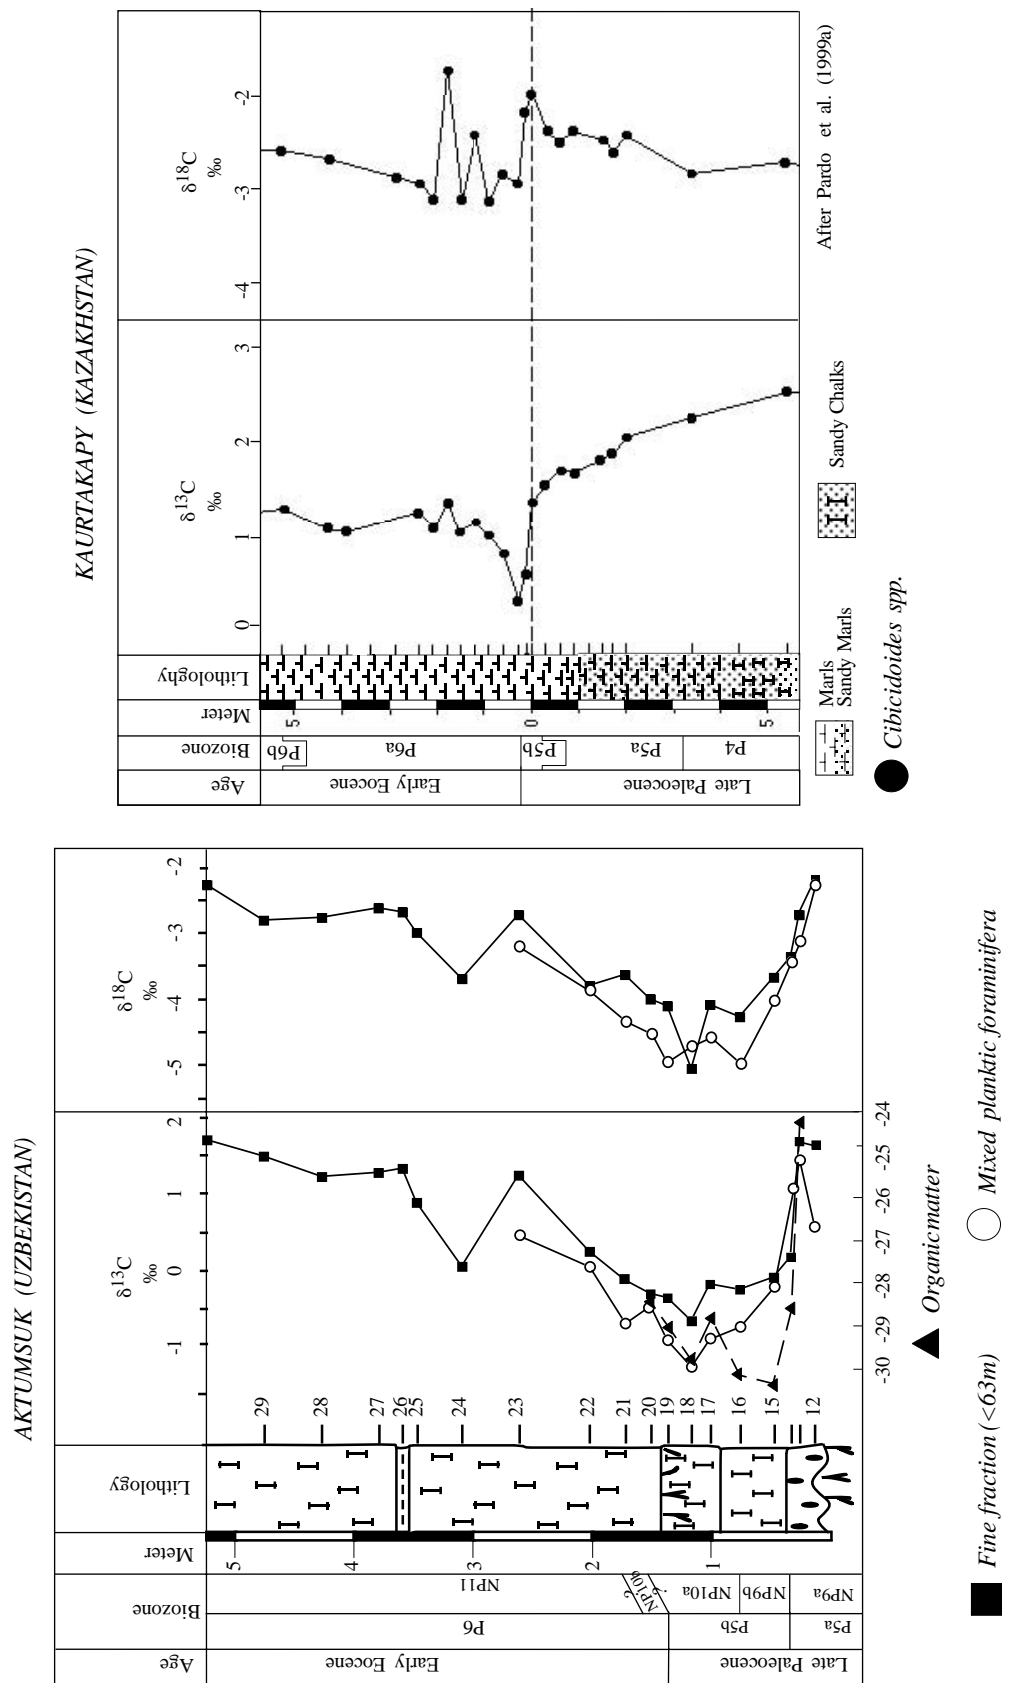 KAURTAKAPY (KAZAKHSTAN)
Age
Biozone
Meter
Lithologhy
δ13C
‰
δ18C
‰
0
1
2
3
-4
-3
-2
Early Eocene
Late Paleocene
P6b
P6a
P5b
P5a
P4
5
0
5
Marls
Sandy Marls
Sandy Chalks
After Pardo et al. (1999a)
Cibicidoides spp.
AKTUMSUK (UZBEKISTAN)
Age
Biozone
Meter
Lithology
δ13C
‰
δ18C
‰
-1
0
1
2
-5
-4
-3
-2
Early Eocene
Late Paleocene
P6
P5b
P5a
NP11
?
NP10b
?
NP10a
NP9b
NP9a
5
4
3
2
1
29
28
27
26
25
24
23
22
21
20
19
18
17
16
15
12
-30
-29
-28
-27
-26
-25
-24
Fine fraction (<63m)
Organic matter
Mixed planktic foraminifera